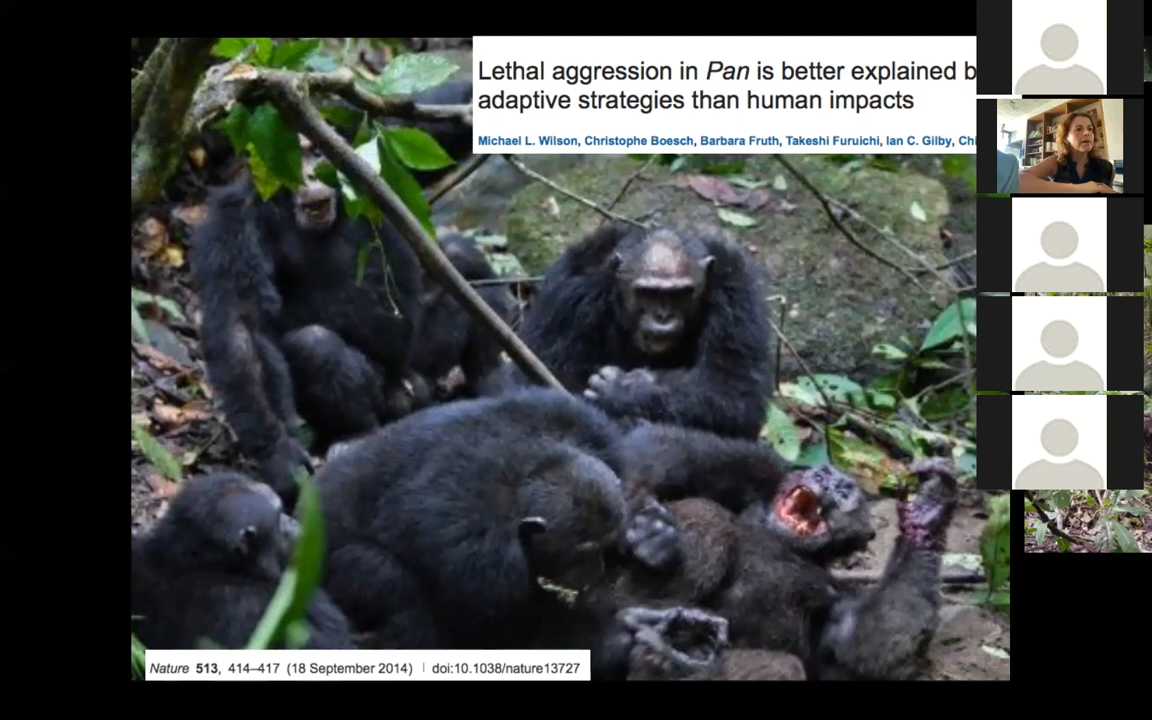 Lethal aggression in Pan is better explained b
adaptive strategies than human impacts
Michael L. Wilson, Christophe Boesch, Barbara Fruth, Takeshi Furuichi, Ian C. Gilby, Chi
Nature 513, 414–417 (18 September 2014) | doi:10.1038/nature13727